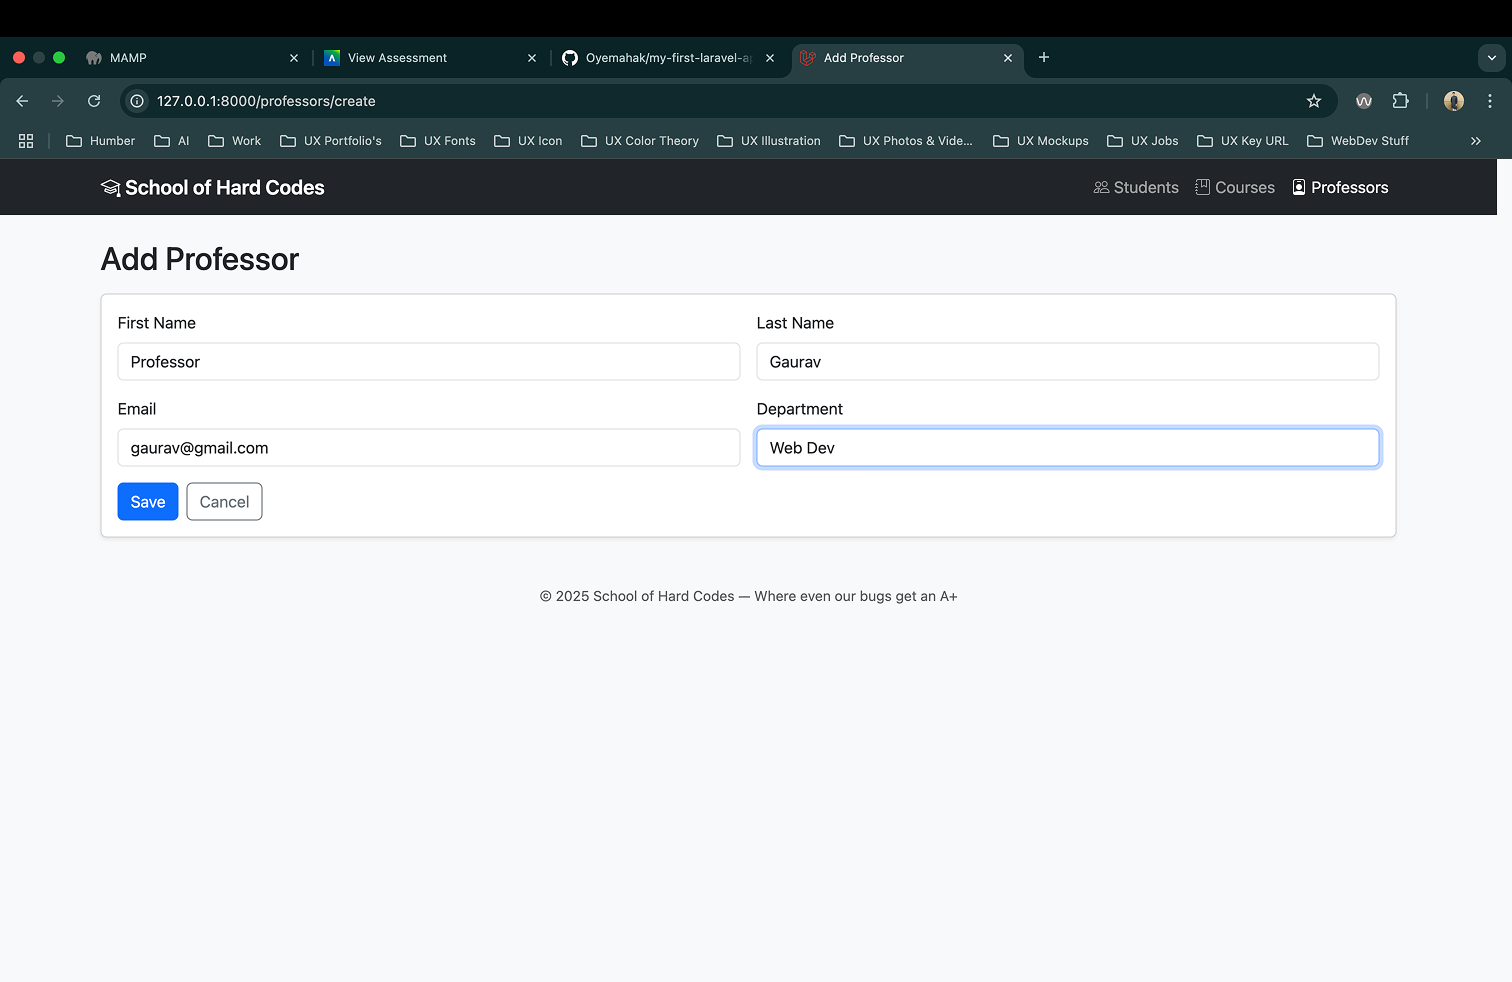 MAMP View Assessment Oyemahak/my-first-laravel-a Add Professor
127.0.0.1:8000/professors/create
Humber AI Work UX Portfolio's UX Fonts UX Icon UX Color Theory UX Illustration UX Photos & Vide... UX Mockups UX Jobs UX Key URL WebDev Stuff
School of Hard Codes Students Courses Professors
Add Professor
First Name Last Name
Professor Gaurav
Email Department
gaurav@gmail.com Web Dev
Save Cancel
© 2025 School of Hard Codes — Where even our bugs get an A+